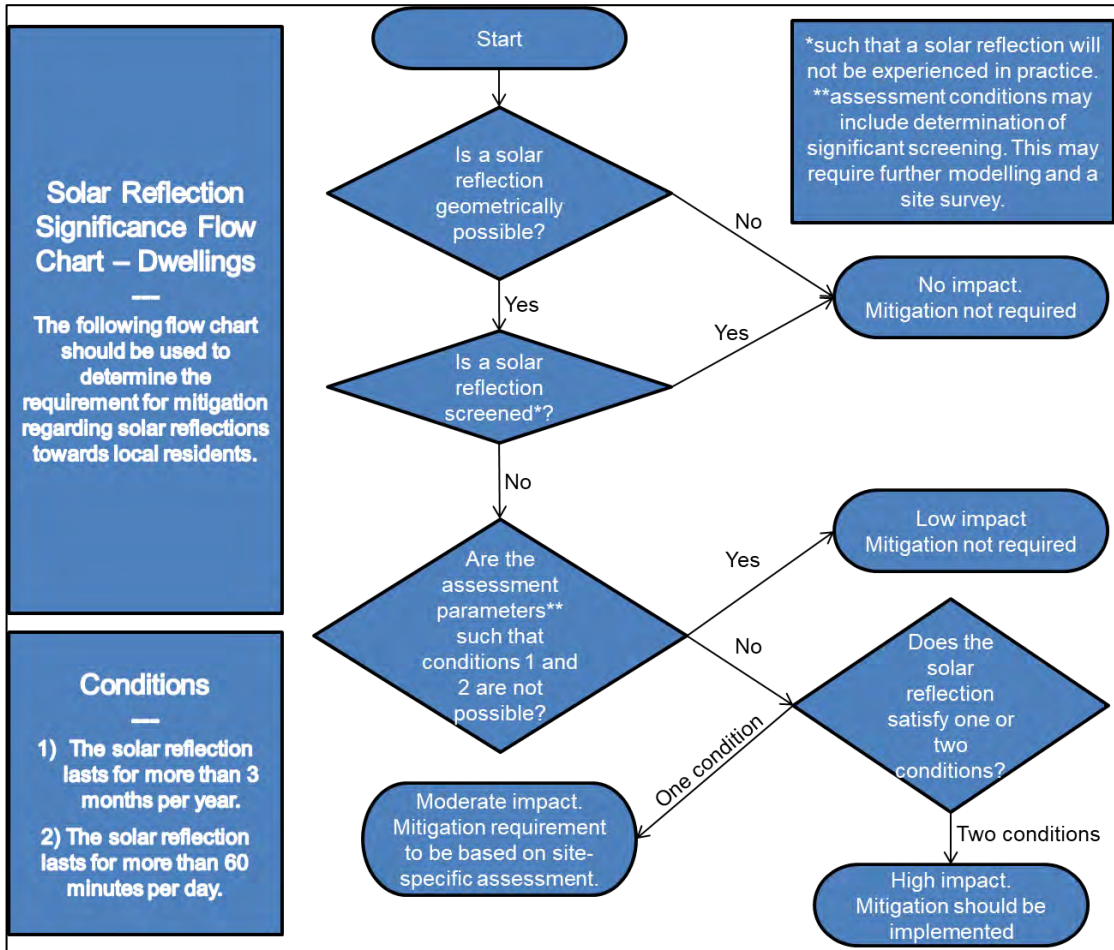 Solar Reflection
Significance Flow
Chart – Dwellings
---
The following flow chart
should be used to
determine the
requirement for mitigation
regarding solar reflections
towards local residents.
Conditions
---
1) The solar reflection
lasts for more than 3
months per year.
2) The solar reflection
lasts for more than 60
minutes per day.
Start
Is a solar
reflection
geometrically
possible?
No
Yes
Is a solar
reflection
screened*?
Yes
No
Are the
assessment
parameters**
such that
conditions 1 and
2 are not
possible?
Yes
No
*such that a solar reflection will
not be experienced in practice.
**assessment conditions may
include determination of
significant screening. This may
require further modelling and a
site survey.
No impact.
Mitigation not required
Low impact
Mitigation not required
Does the
solar
reflection
satisfy one or
two
conditions?
One condition
Moderate impact.
Mitigation requirement
to be based on site-
specific assessment.
Two conditions
High impact.
Mitigation should be
implemented